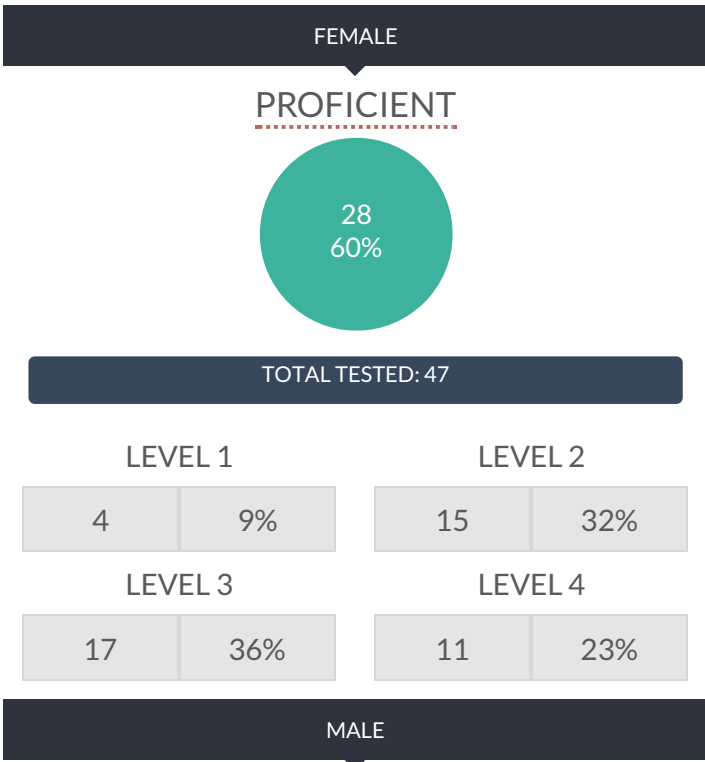 FEMALE
PROFICIENT
28
60%
TOTAL TESTED: 47
LEVEL 1
LEVEL 2
4 9%
15 32%
LEVEL 3
LEVEL 4
17 36%
11 23%
MALE